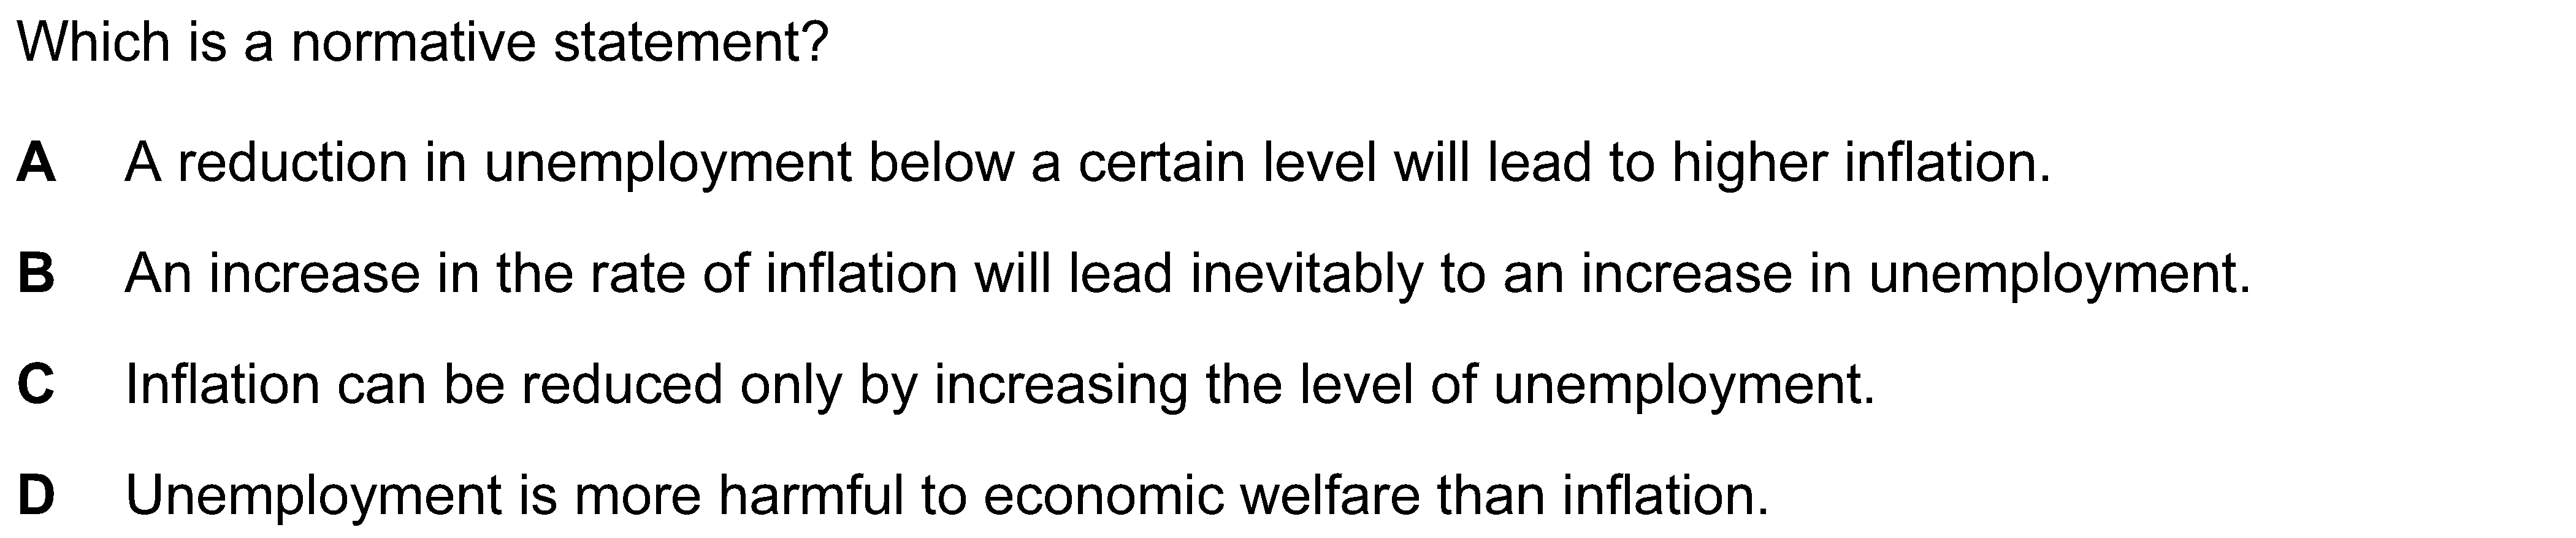 Which is a normative statement?
A A reduction in unemployment below a certain level will lead to higher inflation.
B An increase in the rate of inflation will lead inevitably to an increase in unemployment.
C Inflation can be reduced only by increasing the level of unemployment.
D Unemployment is more harmful to economic welfare than inflation.